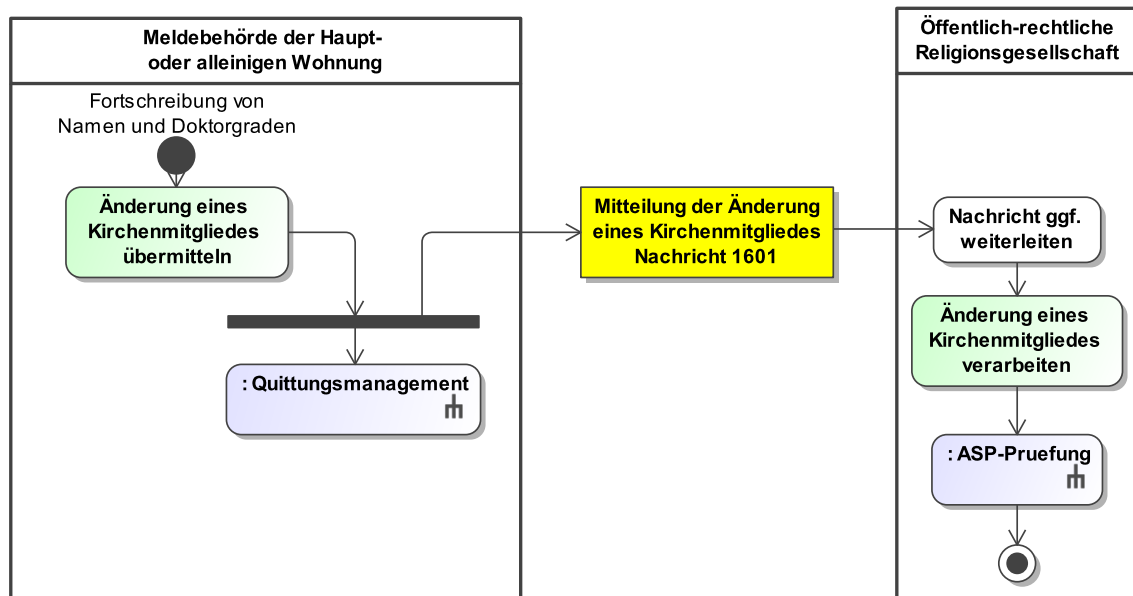 Meldebehörde der Haupt-
oder alleinigen Wohnung
Fortschreibung von
Namen und Doktorgraden
Änderung eines
Kirchenmitgliedes
übermitteln
: Quittungsmanagement
Mitteilung der Änderung
eines Kirchenmitgliedes
Nachricht 1601
Öffentlich-rechtliche
Religionsgesellschaft
Nachricht ggf.
weiterleiten
Änderung eines
Kirchenmitgliedes
verarbeiten
: ASP-Pruefung